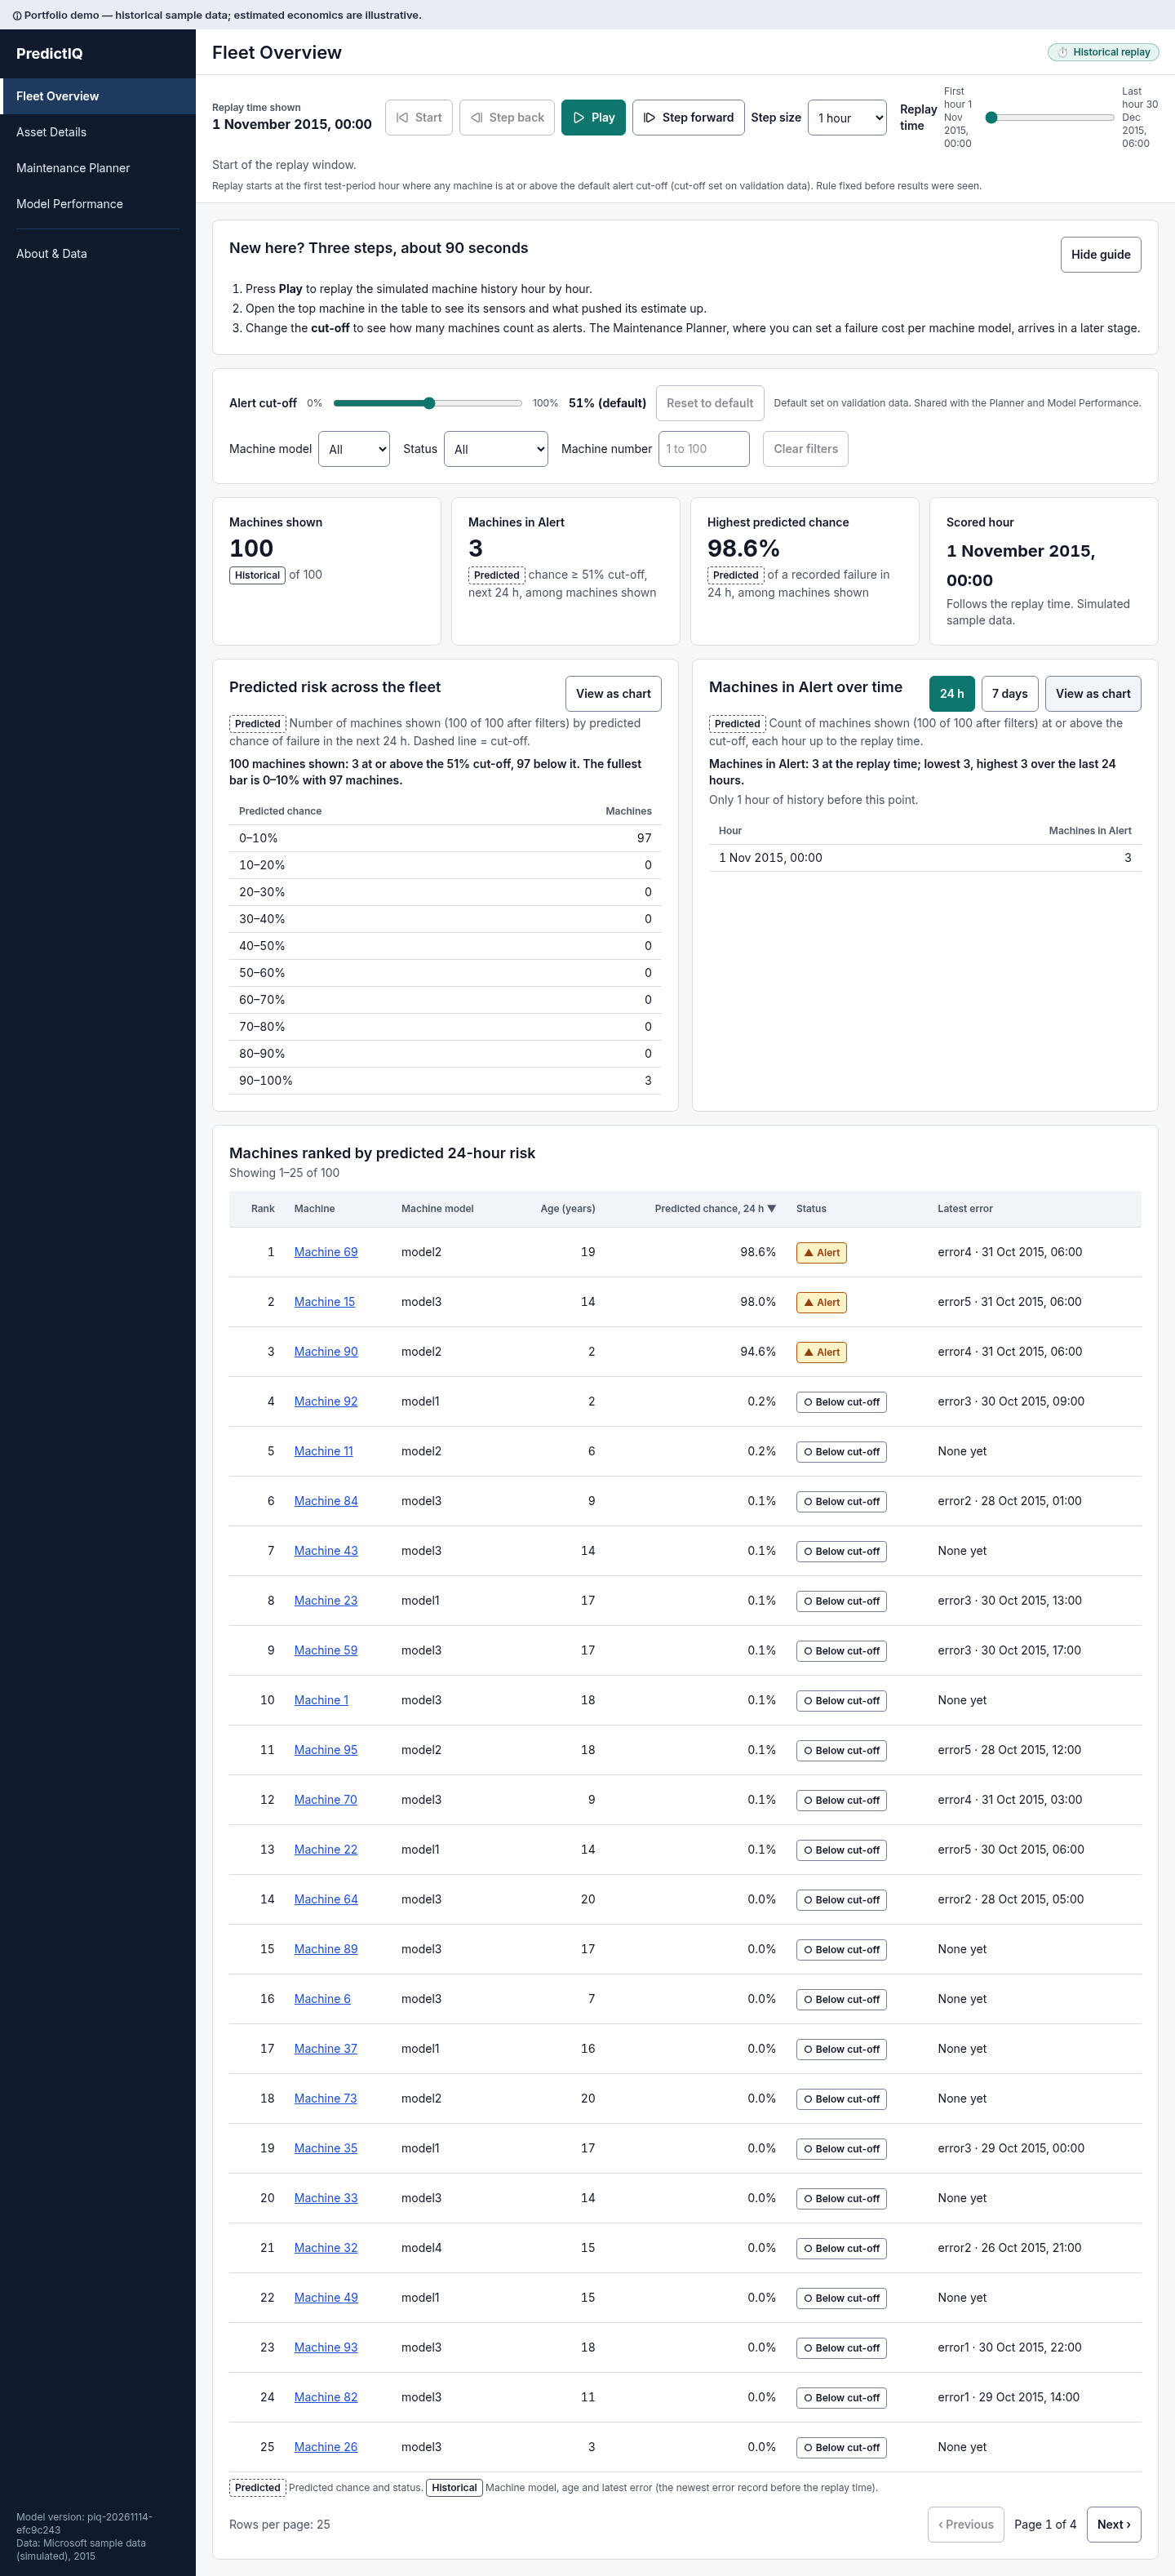 Portfolio demo — historical sample data; estimated economics are illustrative.
PredictIQ
Fleet Overview
Asset Details
Maintenance Planner
Model Performance
About & Data
Model version: piq-20261114-
efc9c243
Data: Microsoft sample data
(simulated), 2015
Fleet Overview
Historical replay
Replay time shown
1 November 2015, 00:00
Start
Step back
Play
Step forward
Step size
1 hour
Replay
time
First
hour 1
Nov
2015,
00:00
Last
hour 30
Dec
2015,
06:00
Start of the replay window.
Replay starts at the first test-period hour where any machine is at or above the default alert cut-off (cut-off set on validation data). Rule fixed before results were seen.
New here? Three steps, about 90 seconds
Hide guide
1. Press Play to replay the simulated machine history hour by hour.
2. Open the top machine in the table to see its sensors and what pushed its estimate up.
3. Change the cut-off to see how many machines count as alerts. The Maintenance Planner, where you can set a failure cost per machine model, arrives in a later stage.
Alert cut-off 0% 100% 51% (default) Reset to default Default set on validation data. Shared with the Planner and Model Performance.
Machine model All Status All Machine number 1 to 100 Clear filters
Machines shown
100
Historical of 100
Machines in Alert
3
Predicted chance ≥ 51% cut-off,
next 24 h, among machines shown
Highest predicted chance
98.6%
Predicted of a recorded failure in
24 h, among machines shown
Scored hour
1 November 2015,
00:00
Follows the replay time. Simulated
sample data.
Predicted risk across the fleet
View as chart
Predicted Number of machines shown (100 of 100 after filters) by predicted
chance of failure in the next 24 h. Dashed line = cut-off.
100 machines shown: 3 at or above the 51% cut-off, 97 below it. The fullest
bar is 0–10% with 97 machines.
Predicted chance Machines
0–10% 97
10–20% 0
20–30% 0
30–40% 0
40–50% 0
50–60% 0
60–70% 0
70–80% 0
80–90% 0
90–100% 3
Machines in Alert over time
24 h
7 days
View as chart
Predicted Count of machines shown (100 of 100 after filters) at or above the
cut-off, each hour up to the replay time.
Machines in Alert: 3 at the replay time; lowest 3, highest 3 over the last 24
hours.
Only 1 hour of history before this point.
Hour Machines in Alert
1 Nov 2015, 00:00 3
Machines ranked by predicted 24-hour risk
Showing 1–25 of 100
Rank Machine Machine model Age (years) Predicted chance, 24 h ▼ Status Latest error
1 Machine 69 model2 19 98.6% ▲ Alert error4 · 31 Oct 2015, 06:00
2 Machine 15 model3 14 98.0% ▲ Alert error5 · 31 Oct 2015, 06:00
3 Machine 90 model2 2 94.6% ▲ Alert error4 · 31 Oct 2015, 06:00
4 Machine 92 model1 2 0.2% Below cut-off error3 · 30 Oct 2015, 09:00
5 Machine 11 model2 6 0.2% Below cut-off None yet
6 Machine 84 model3 9 0.1% Below cut-off error2 · 28 Oct 2015, 01:00
7 Machine 43 model3 14 0.1% Below cut-off None yet
8 Machine 23 model1 17 0.1% Below cut-off error3 · 30 Oct 2015, 13:00
9 Machine 59 model3 17 0.1% Below cut-off error3 · 30 Oct 2015, 17:00
10 Machine 1 model3 18 0.1% Below cut-off None yet
11 Machine 95 model2 18 0.1% Below cut-off error5 · 28 Oct 2015, 12:00
12 Machine 70 model3 9 0.1% Below cut-off error4 · 31 Oct 2015, 03:00
13 Machine 22 model1 14 0.1% Below cut-off error5 · 30 Oct 2015, 06:00
14 Machine 64 model3 20 0.0% Below cut-off error2 · 28 Oct 2015, 05:00
15 Machine 89 model3 17 0.0% Below cut-off None yet
16 Machine 6 model3 7 0.0% Below cut-off None yet
17 Machine 37 model1 16 0.0% Below cut-off None yet
18 Machine 73 model2 20 0.0% Below cut-off None yet
19 Machine 35 model1 17 0.0% Below cut-off error3 · 29 Oct 2015, 00:00
20 Machine 33 model3 14 0.0% Below cut-off None yet
21 Machine 32 model4 15 0.0% Below cut-off error2 · 26 Oct 2015, 21:00
22 Machine 49 model1 15 0.0% Below cut-off None yet
23 Machine 93 model3 18 0.0% Below cut-off error1 · 30 Oct 2015, 22:00
24 Machine 82 model3 11 0.0% Below cut-off error1 · 29 Oct 2015, 14:00
25 Machine 26 model3 3 0.0% Below cut-off None yet
Predicted Predicted chance and status. Historical Machine model, age and latest error (the newest error record before the replay time).
Rows per page: 25
‹ Previous Page 1 of 4 Next ›